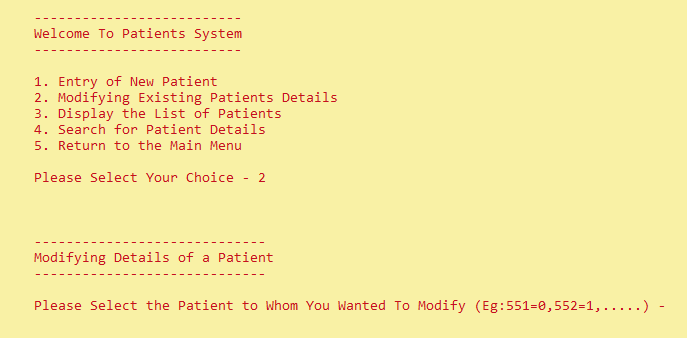 --------------------------
Welcome To Patients System
--------------------------
1. Entry of New Patient
2. Modifying Existing Patients Details
3. Display the List of Patients
4. Search for Patient Details
5. Return to the Main Menu
Please Select Your Choice - 2
-----------------------------
Modifying Details of a Patient
-----------------------------
Please Select the Patient to Whom You Wanted To Modify (Eg:551=0,552=1,.....) -